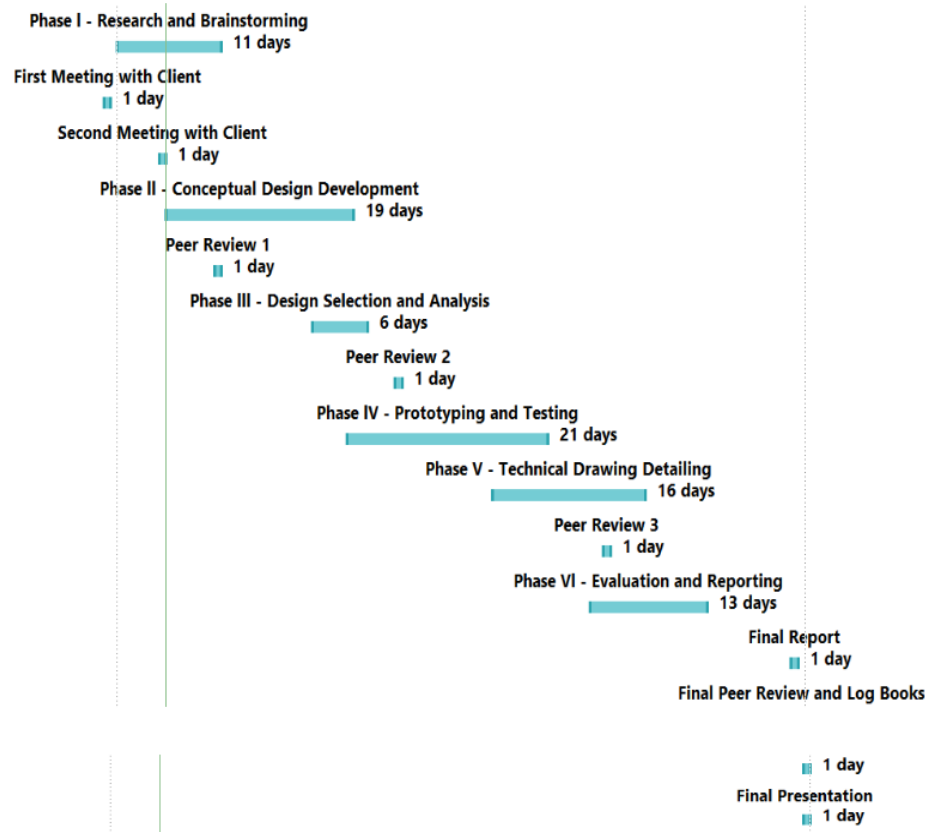 Phase I - Research and Brainstorming
11 days
First Meeting with Client
1 day
Second Meeting with Client
1 day
Phase II - Conceptual Design Development
19 days
Peer Review 1
1 day
Phase III - Design Selection and Analysis
6 days
Peer Review 2
1 day
Phase IV - Prototyping and Testing
21 days
Phase V - Technical Drawing Detailing
16 days
Peer Review 3
1 day
Phase VI - Evaluation and Reporting
13 days
Final Report
1 day
Final Peer Review and Log Books
1 day
Final Presentation
1 day